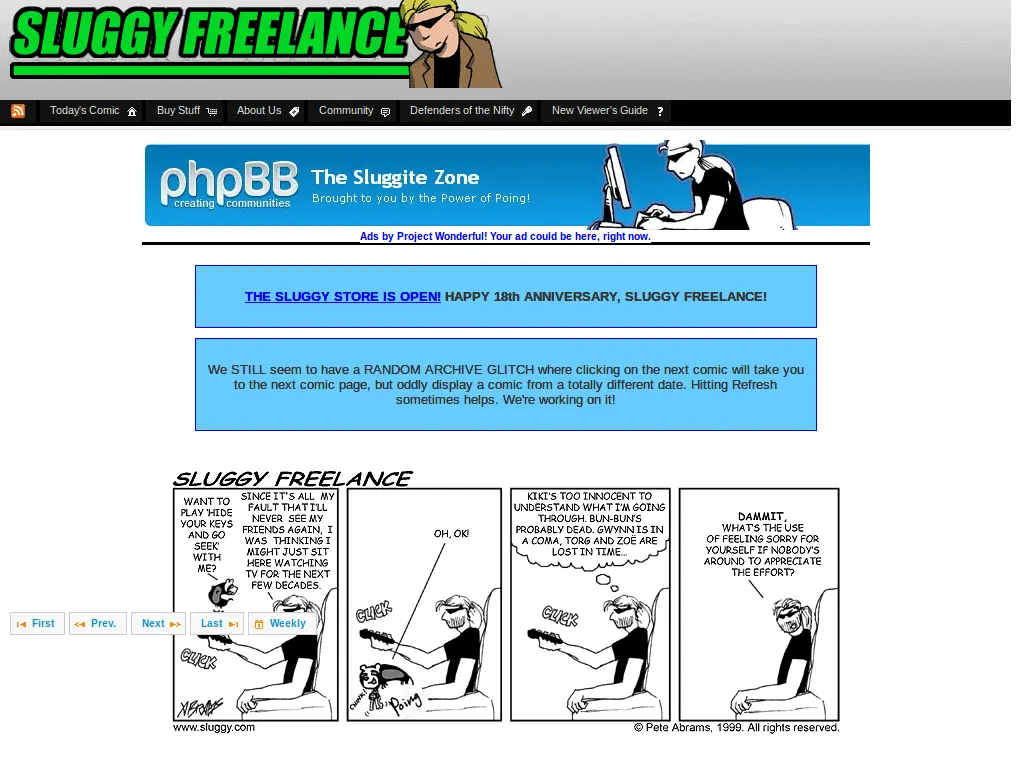 SLUGGY FREELANCE
Today's Comic
Buy Stuff
About Us
Community
Defenders of the Nifty
New Viewer's Guide
phpBB
creating communities
The Sluggite Zone
Brought to you by the Power of Poing!
Ads by Project Wonderful! Your ad could be here, right now.
THE SLUGGY STORE IS OPEN! HAPPY 18th ANNIVERSARY, SLUGGY FREELANCE!
We STILL seem to have a RANDOM ARCHIVE GLITCH where clicking on the next comic will take you
to the next comic page, but oddly display a comic from a totally different date. Hitting Refresh
sometimes helps. We're working on it!
SLUGGY FREELANCE
WANT TO
PLAY 'HIDE
YOUR KEYS
AND GO
SEEK'
WITH
ME?
SINCE IT'S ALL MY
FAULT THAT I'LL
NEVER SEE MY
FRIENDS AGAIN, I
WAS THINKING I
MIGHT JUST SIT
HERE WATCHING
TV FOR THE NEXT
FEW DECADES.
CLICK
OH, OK!
CLICK
Poing
KIKI'S TOO INNOCENT TO
UNDERSTAND WHAT I'M GOING
THROUGH. BUN-BUN'S
PROBABLY DEAD. GWYNN IS IN
A COMA, TORG AND ZOË ARE
LOST IN TIME...
CLICK
DAMMIT,
WHAT'S THE USE
OF FEELING SORRY FOR
YOURSELF IF NOBODY'S
AROUND TO APPRECIATE
THE EFFORT?
First
Prev.
Next
Last
Weekly
www.sluggy.com
© Pete Abrams, 1999. All rights reserved.